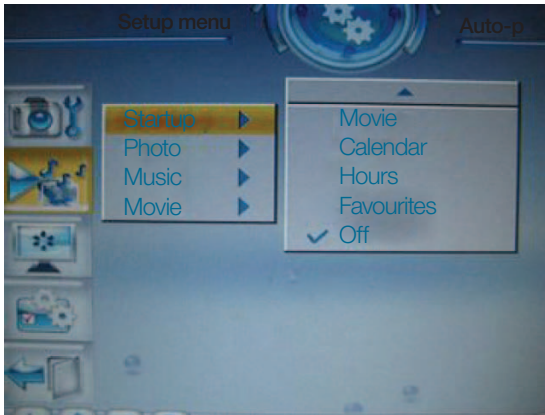 Setup menu
Auto-p
Startup
Photo
Music
Movie
Movie
Calendar
Hours
Favourites
Off